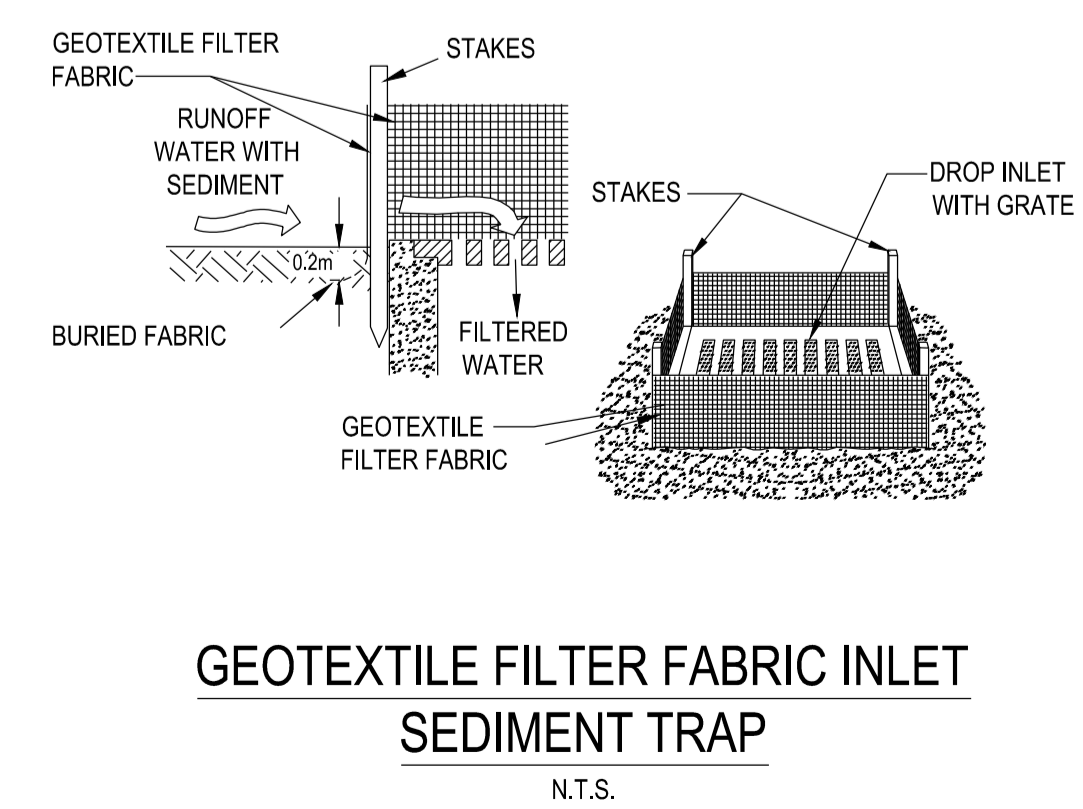 GEOTEXTILE FILTER
FABRIC
STAKES
RUNOFF
WATER WITH
SEDIMENT
0.2m
BURIED FABRIC
FILTERED
WATER
STAKES
DROP INLET
WITH GRATE
GEOTEXTILE
FILTER FABRIC
GEOTEXTILE FILTER FABRIC INLET
SEDIMENT TRAP
N.T.S.